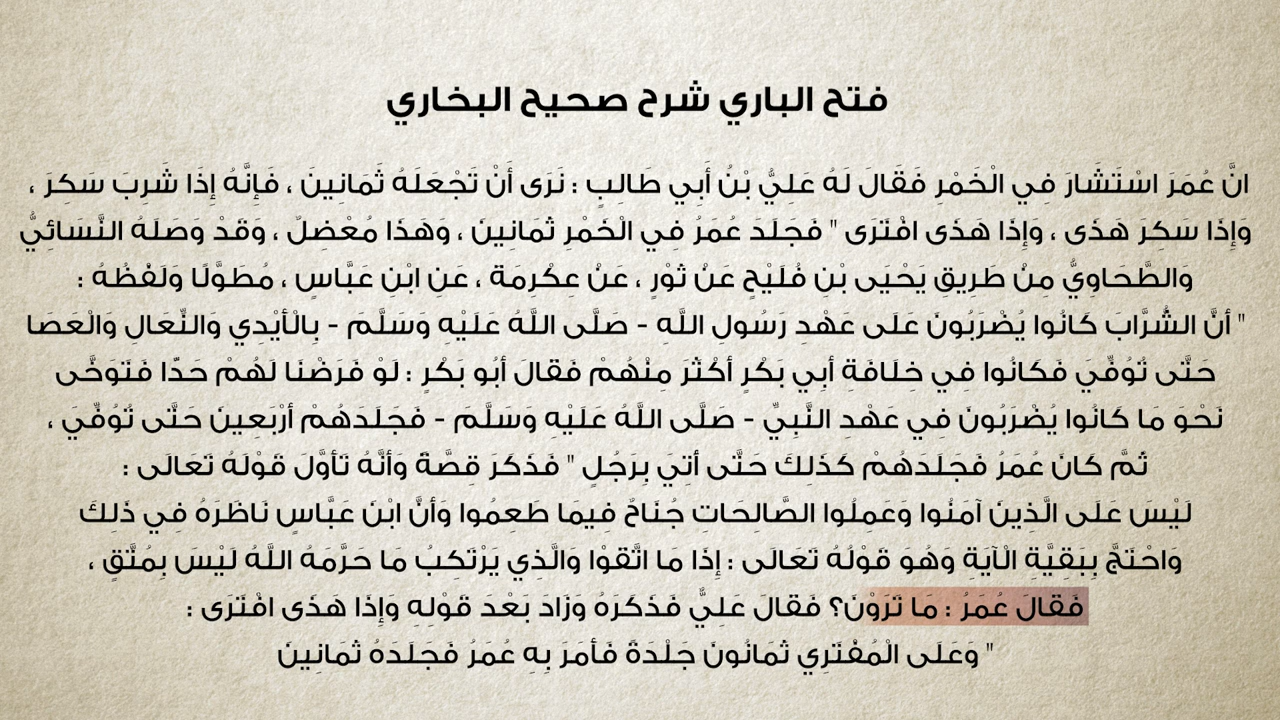 فتح الباري شرح صحيح البخاري
انَّ عُمَرَ اسْتَشَارَ فِي الْخَمْرِ فَقَالَ لَهُ عَلِيُّ بْنُ أَبِي طَالِبٍ : نَرَى أَنْ تَجْعَلَهُ ثَمَانِينَ ، فَإِنَّهُ إِذَا شَرِبَ سَكِرَ ،
وَإِذَا سَكِرَ هَذَى ، وَإِذَا هَذَى افْتَرَى " فَجَلَدَ عُمَرُ فِي الْخَمْرِ ثَمَانِينَ ، وَهَذَا مُعْضِلٌ ، وَقَدْ وَصَلَهُ النَّسَائِيُّ
وَالطَّحَاوِيُّ مِنْ طَرِيقِ يَحْيَى بْنِ فُلَيْحٍ عَنْ ثَوْرٍ ، عَنْ عِكْرِمَةَ ، عَنِ ابْنِ عَبَّاسٍ ، مُطَوَّلًا وَلَفْظُهُ :
" أَنَّ الشُّرَّابَ كَانُوا يُضْرَبُونَ عَلَى عَهْدِ رَسُولِ اللَّهِ - صَلَّى اللَّهُ عَلَيْهِ وَسَلَّمَ - بِالْأَيْدِي وَالنِّعَالِ وَالْعَصَا
حَتَّى تُوُفِّيَ فَكَانُوا فِي خِلَافَةِ أَبِي بَكْرٍ أَكْثَرَ مِنْهُمْ فَقَالَ أَبُو بَكْرٍ : لَوْ فَرَضْنَا لَهُمْ حَدًّا فَتَوَخَّى
نَحْوِ مَا كَانُوا يُضْرَبُونَ فِي عَهْدِ النَّبِيِّ - صَلَّى اللَّهُ عَلَيْهِ وَسَلَّمَ - فَجَلَدَهُمْ أَرْبَعِينَ حَتَّى تُوُفِّيَ ،
ثُمَّ كَانَ عُمَرُ فَجَلَدَهُمْ كَذَلِكَ حَتَّى أُتِيَ بِرَجُلٍ " فَذَكَرَ قِصَّةً وَأَنَّهُ تَأَوَّلَ قَوْلَهُ تَعَالَى :
لَيْسَ عَلَى الَّذِينَ آمَنُوا وَعَمِلُوا الصَّالِحَاتِ جُنَاحٌ فِيمَا طَعِمُوا وَأَنَّ ابْنَ عَبَّاسٍ نَاظَرَهُ فِي ذَلِكَ
وَاحْتَجَّ بِبَقِيَّةِ الْآيَةِ وَهُوَ قَوْلُهُ تَعَالَى : إِذَا مَا اتَّقَوْا وَالَّذِي يَرْتَكِبُ مَا حَرَّمَهُ اللَّهُ لَيْسَ بِمُتَّقٍ ،
فَقَالَ عُمَرُ : مَا تَرَوْنَ؟ فَقَالَ عَلِيٌّ فَذَكَرَهُ وَزَادَ بَعْدَ قَوْلِهِ وَإِذَا هَذَى افْتَرَى :
" وَعَلَى الْمُفْتَرِي ثَمَانُونَ جَلْدَةً فَأَمَرَ بِهِ عُمَرُ فَجَلَدَهُ ثَمَانِينَ